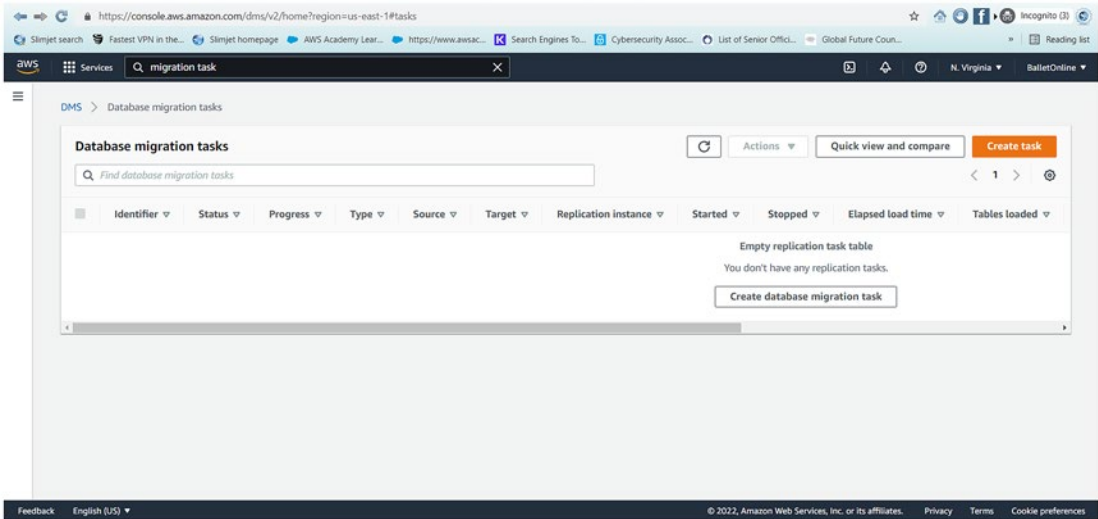 https://console.aws.amazon.com/dms/v2/home?region=us-east-1#tasks
Incognito (3)
Slimjet search Fastest VPN in the... Slimjet homepage AWS Academy Lear... https://www.awsac... Search Engines To... Cybersecurity Assoc... List of Senior Offici... Global Future Coun... » Reading list
aws Services migration task N. Virginia BalletOnline
DMS > Database migration tasks
Database migration tasks Actions Quick view and compare Create task
Find database migration tasks < 1 >
Identifier Status Progress Type Source Target Replication instance Started Stopped Elapsed load time Tables loaded
Empty replication task table
You don't have any replication tasks.
Create database migration task
Feedback English (US) © 2022, Amazon Web Services, Inc. or its affiliates. Privacy Terms Cookie preferences